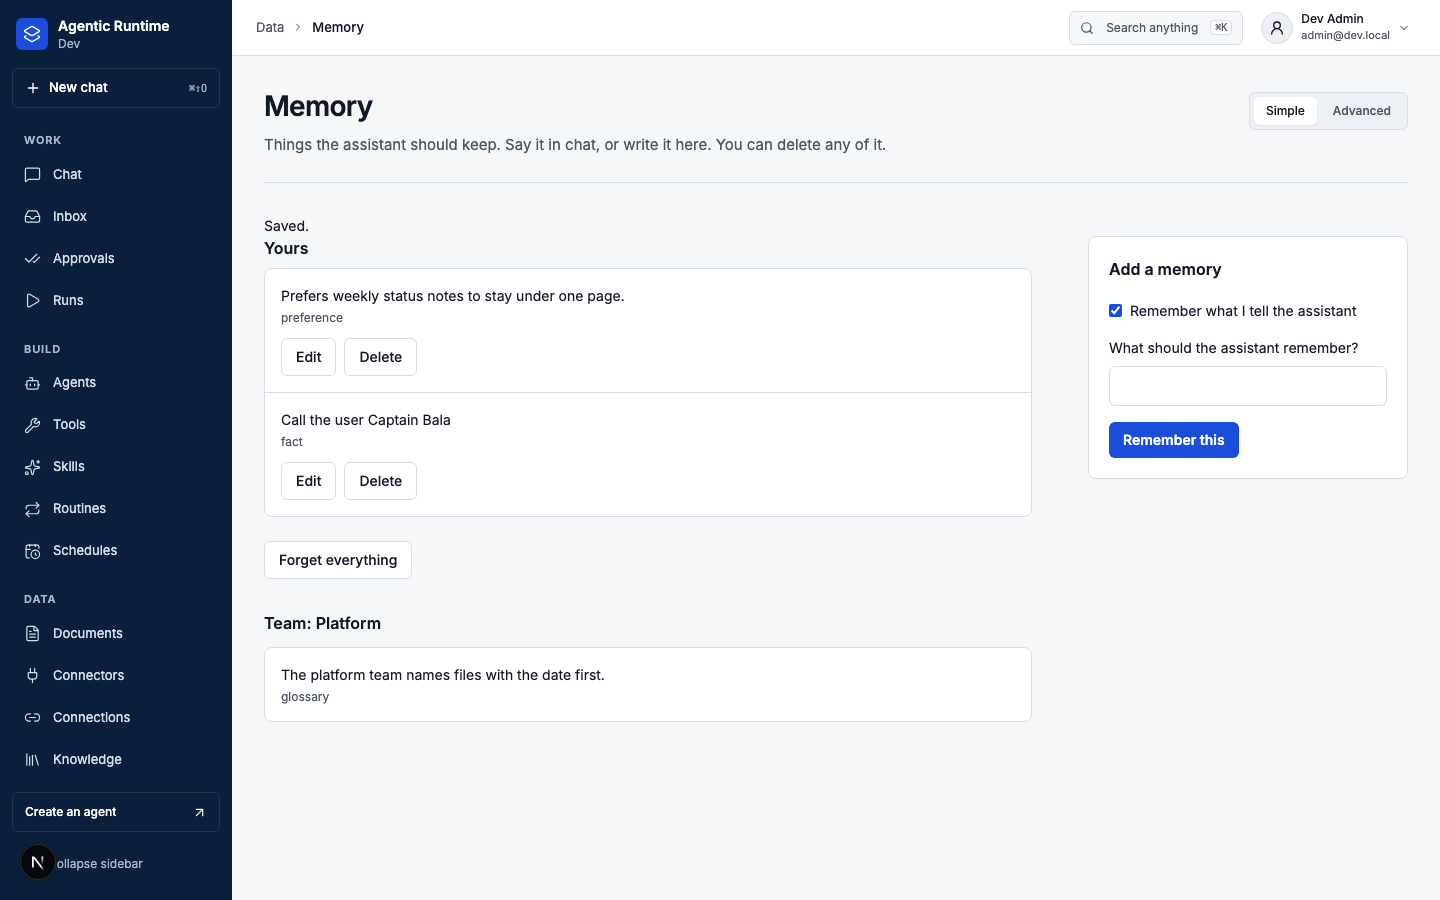 Agentic Runtime
Dev
New chat
⌘⇧O
WORK
Chat
Inbox
Approvals
Runs
BUILD
Agents
Tools
Skills
Routines
Schedules
DATA
Documents
Connectors
Connections
Knowledge
Create an agent
N
ollapse sidebar
Data > Memory
Search anything ⌘K
Dev Admin
admin@dev.local
Memory
Simple Advanced
Things the assistant should keep. Say it in chat, or write it here. You can delete any of it.
Saved.
Yours
Prefers weekly status notes to stay under one page.
preference
Edit Delete
Call the user Captain Bala
fact
Edit Delete
Forget everything
Team: Platform
The platform team names files with the date first.
glossary
Add a memory
Remember what I tell the assistant
What should the assistant remember?
Remember this